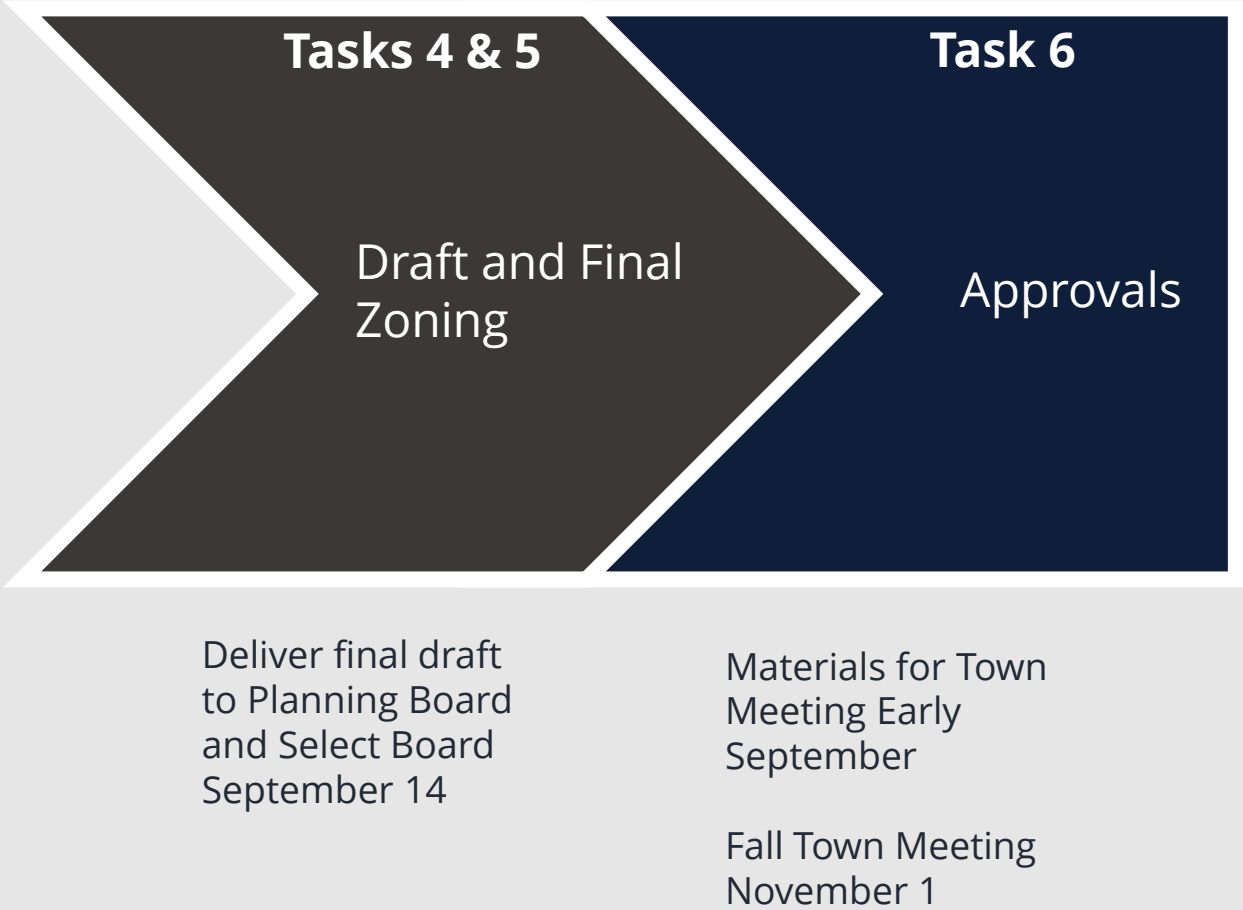 Tasks 4 & 5
Draft and Final
Zoning
Deliver final draft
to Planning Board
and Select Board
September 14
Task 6
Approvals
Materials for Town
Meeting Early
September
Fall Town Meeting
November 1